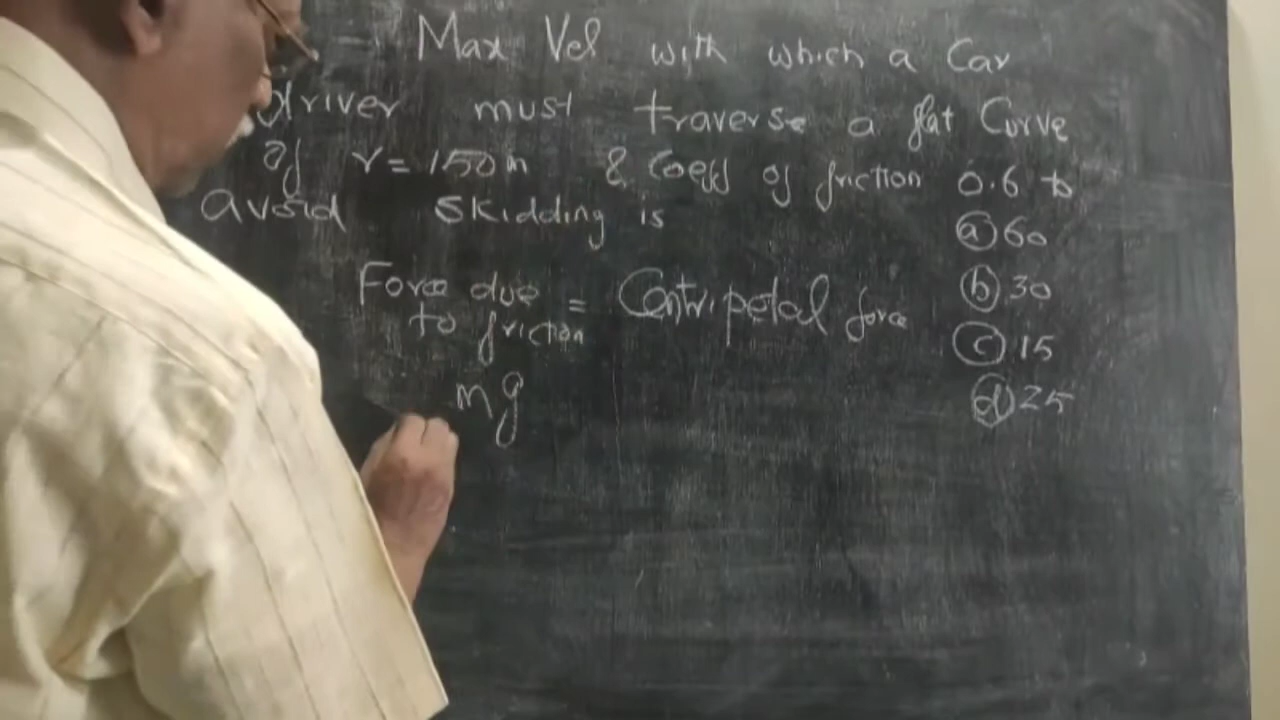 Max Vel with which a Car
driver must traverse a flat Curve
of r = 150 m & Coeff of friction 0.6 to
avoid skidding is
(a) 60
(b) 30
(c) 15
(d) 25
Force due to friction = Centripetal force
mg